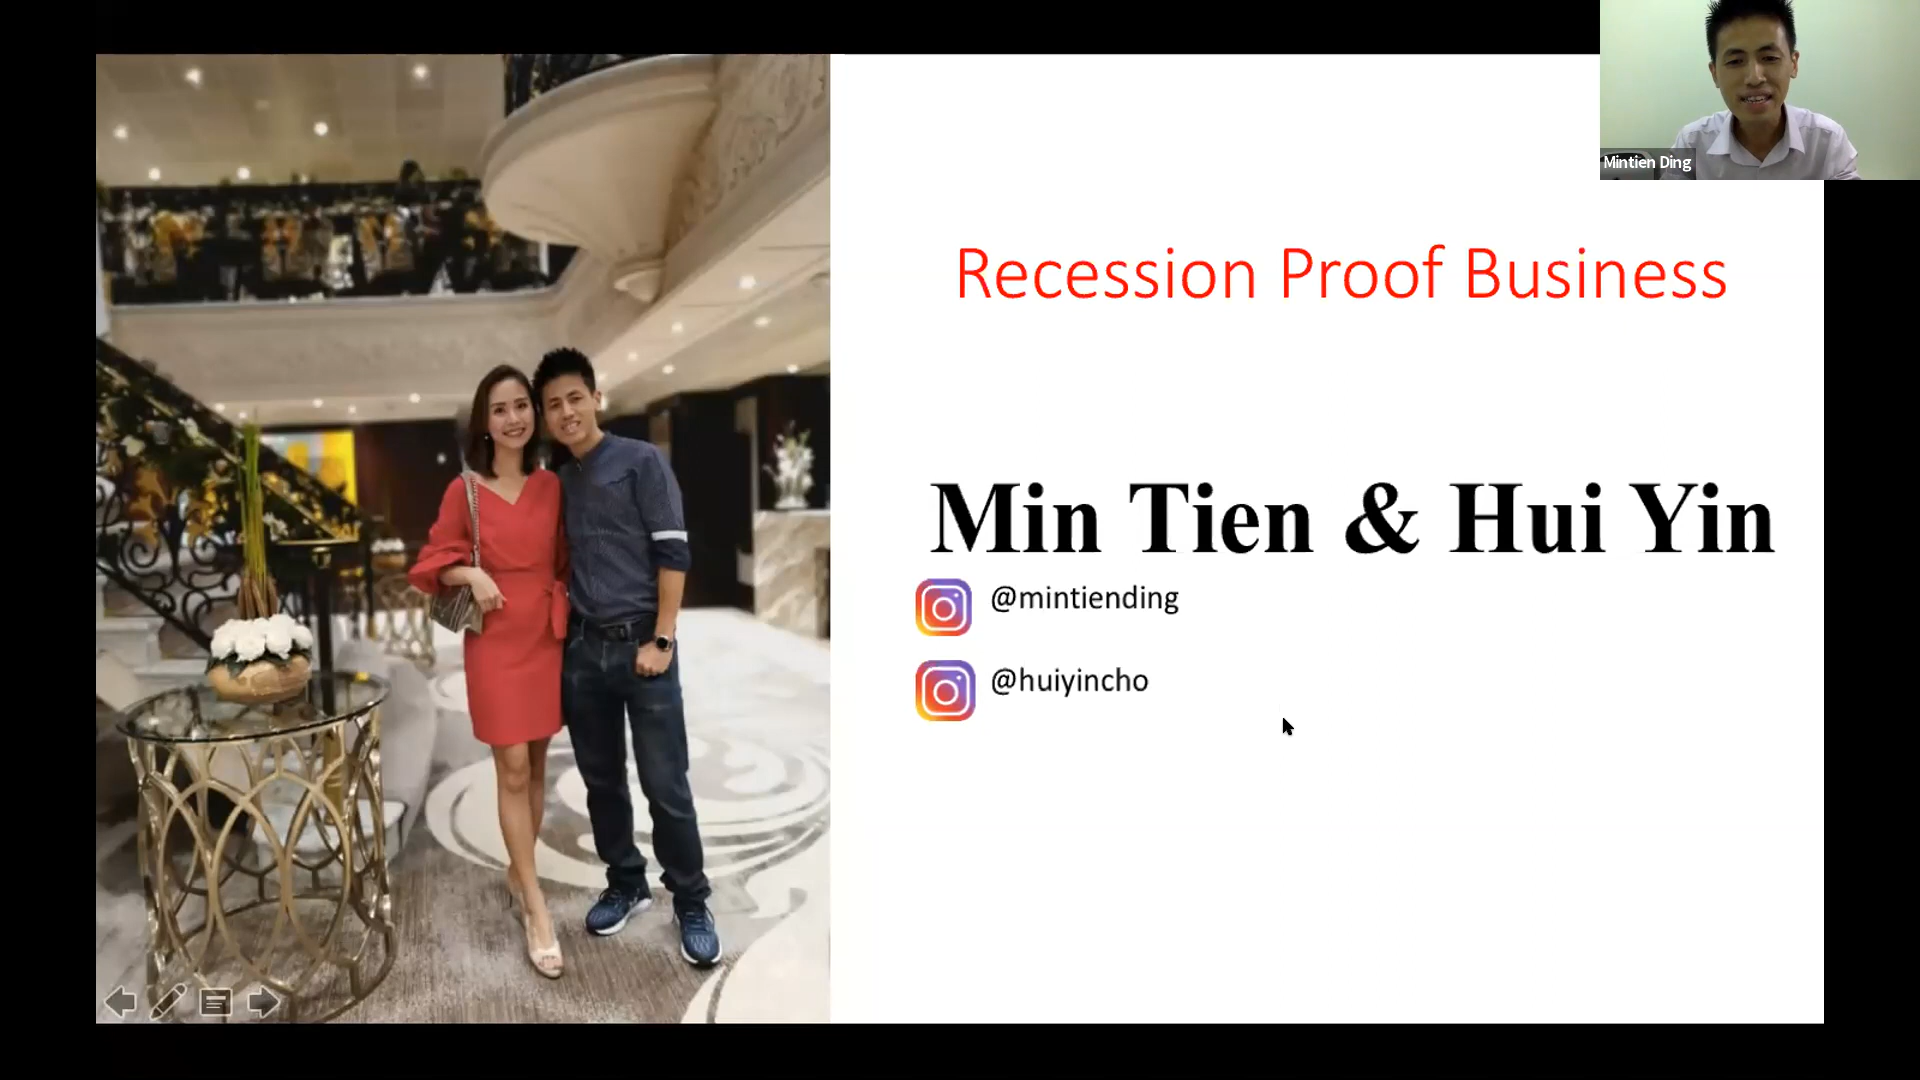 Mintien Ding
Recession Proof Business
Min Tien & Hui Yin
@mintiending
@huiyincho